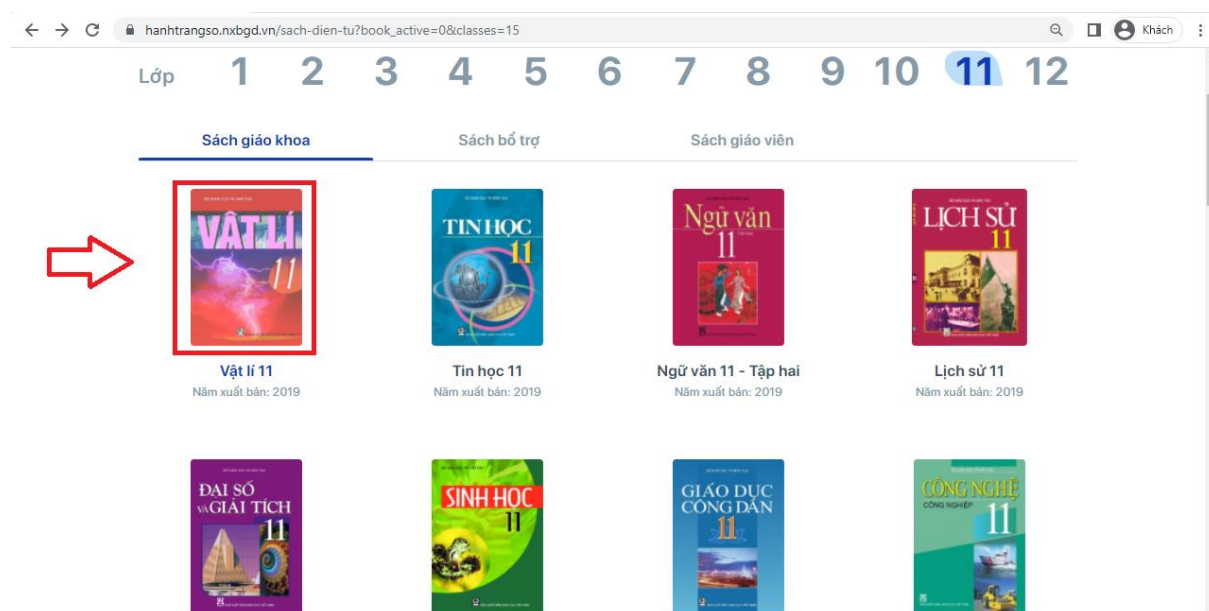 hanhtrangso.nxbgd.vn/sach-dien-tu?book_active=0&classes=15
Khách
Lớp 1 2 3 4 5 6 7 8 9 10 11 12
Sách giáo khoa Sách bổ trợ Sách giáo viên
VẬT LÍ
11
TIN HỌC
11
Ngữ văn
11
LỊCH SỬ
11
Vật lí 11 Tin học 11 Ngữ văn 11 - Tập hai Lịch sử 11
Năm xuất bản: 2019 Năm xuất bản: 2019 Năm xuất bản: 2019 Năm xuất bản: 2019
ĐẠI SỐ
VÀ GIẢI TÍCH
11
SINH HỌC
11
GIÁO DỤC
CÔNG DÂN
11
CÔNG NGHỆ
CÔNG NGHIỆP
11